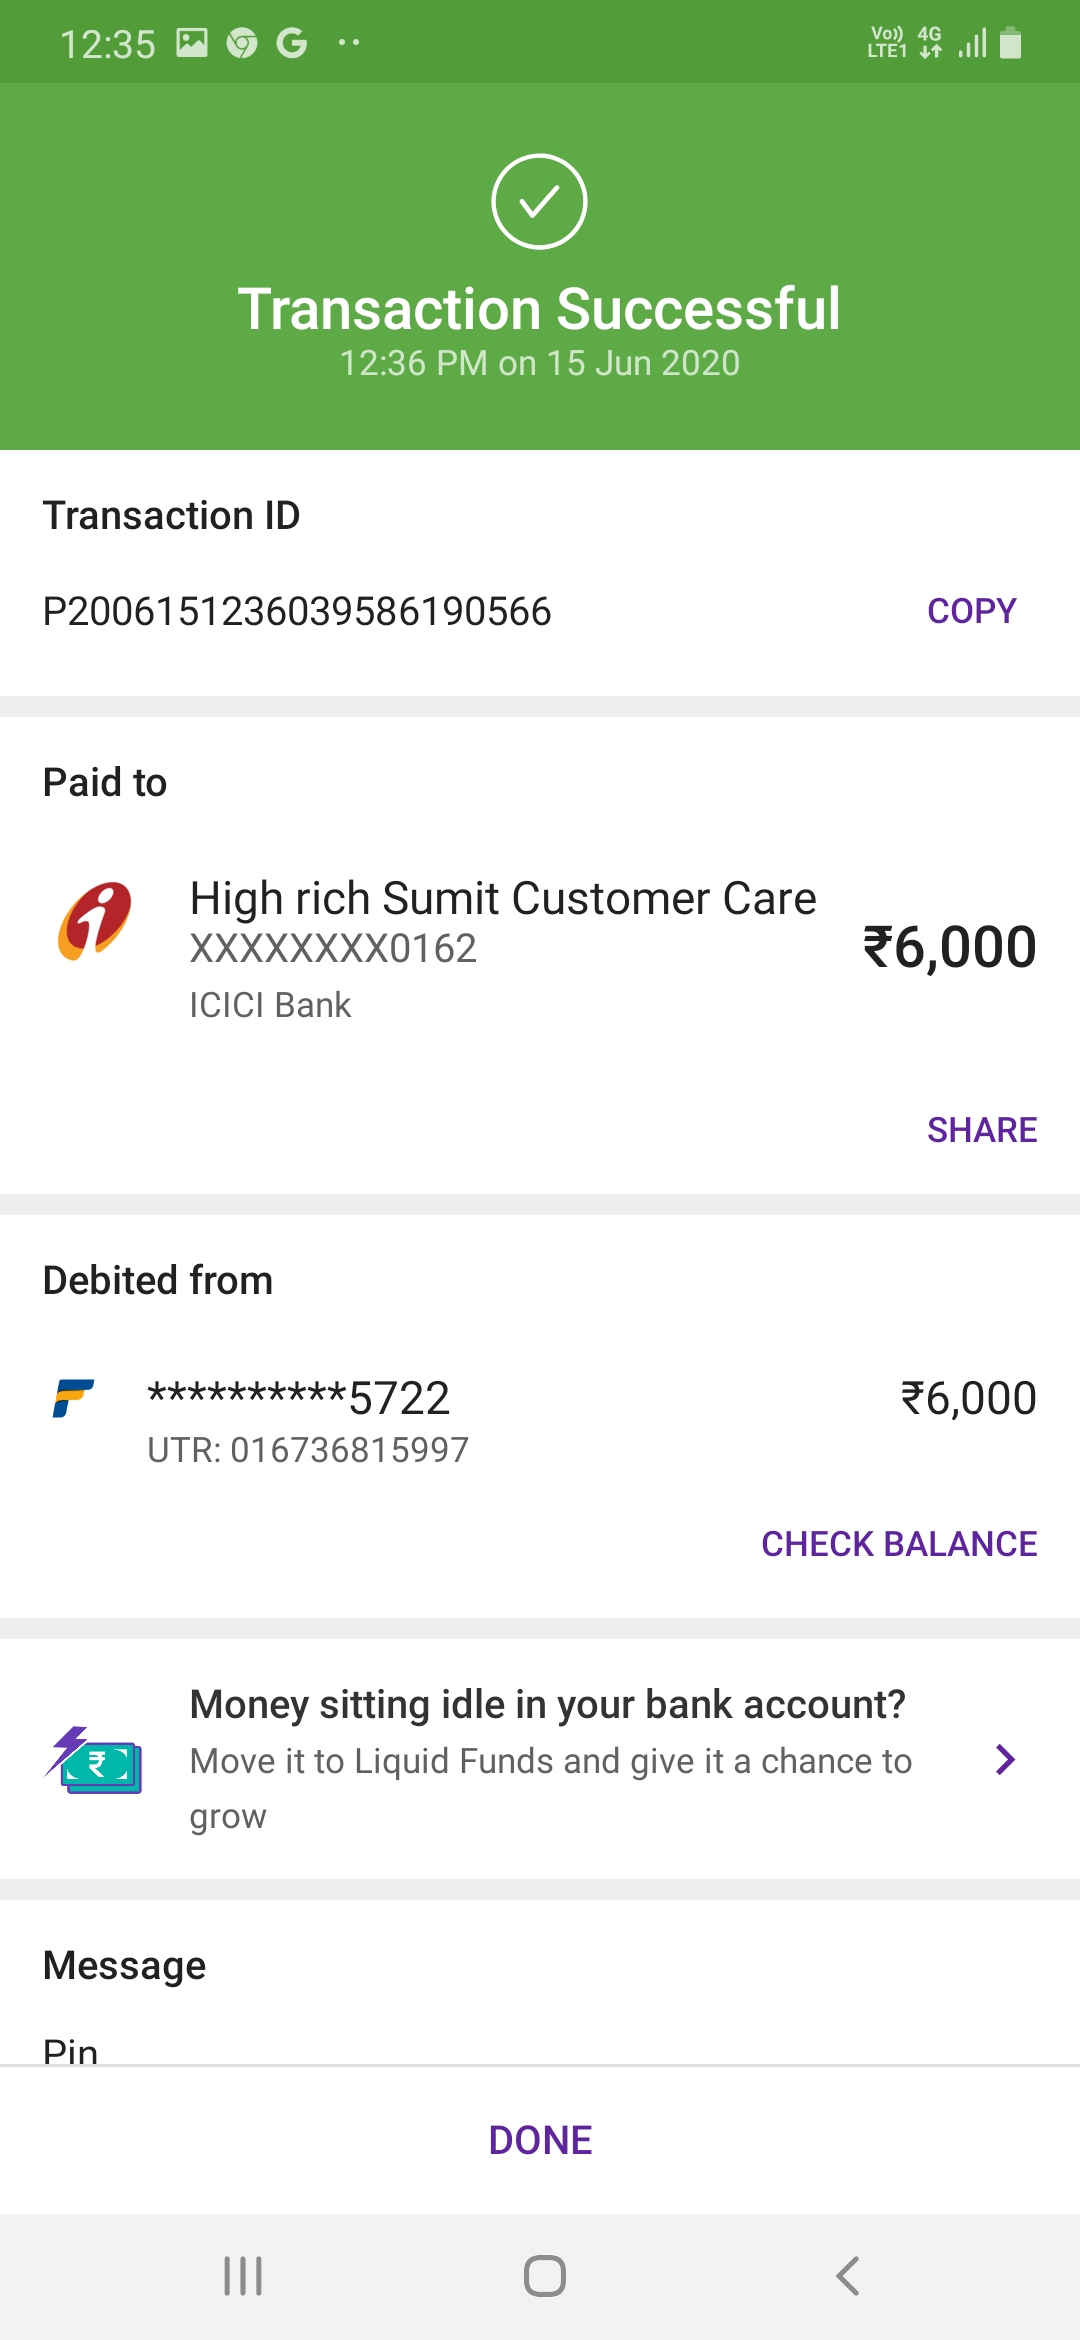 12:35
Vo)) 4G
LTE1
Transaction Successful
12:36 PM on 15 Jun 2020
Transaction ID
P2006151236039586190566 COPY
Paid to
High rich Sumit Customer Care
XXXXXXXX0162
₹6,000
ICICI Bank
SHARE
Debited from
**********5722 ₹6,000
UTR: 016736815997
CHECK BALANCE
Money sitting idle in your bank account?
Move it to Liquid Funds and give it a chance to
grow
Message
Pin
DONE